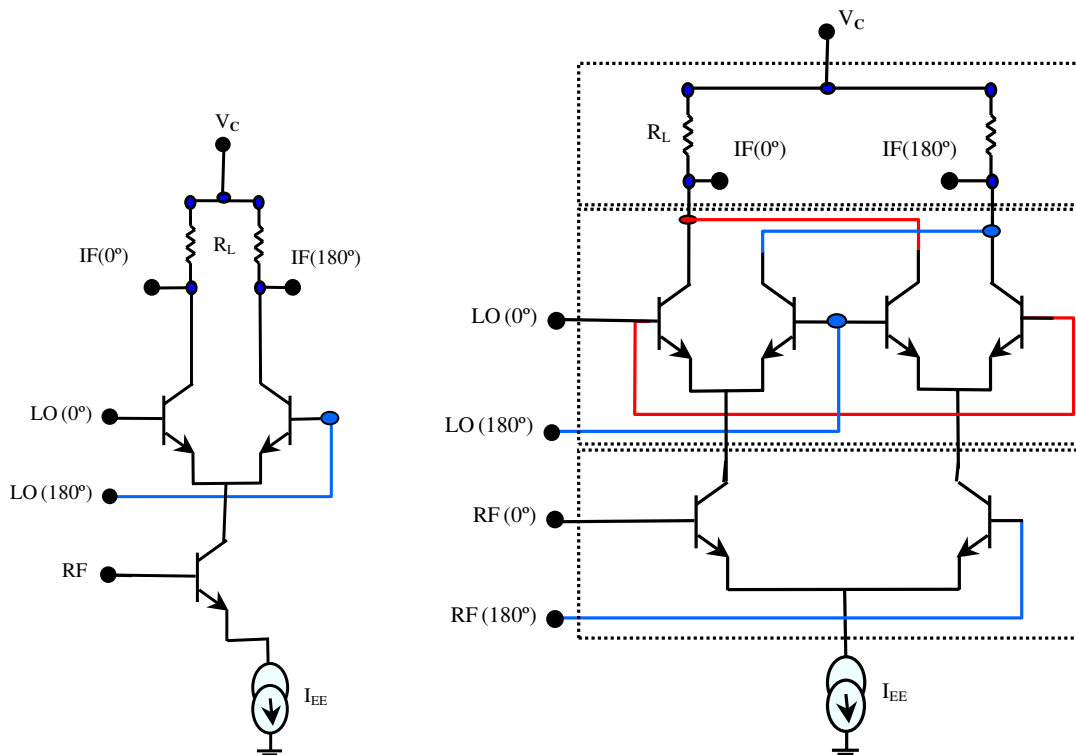 V_C
R_L
IF(0º)
IF(180º)
LO (0º)
LO (180º)
RF
I_EE
V_C
R_L
IF(0º)
IF(180º)
LO (0º)
LO (180º)
RF (0º)
RF (180º)
I_EE